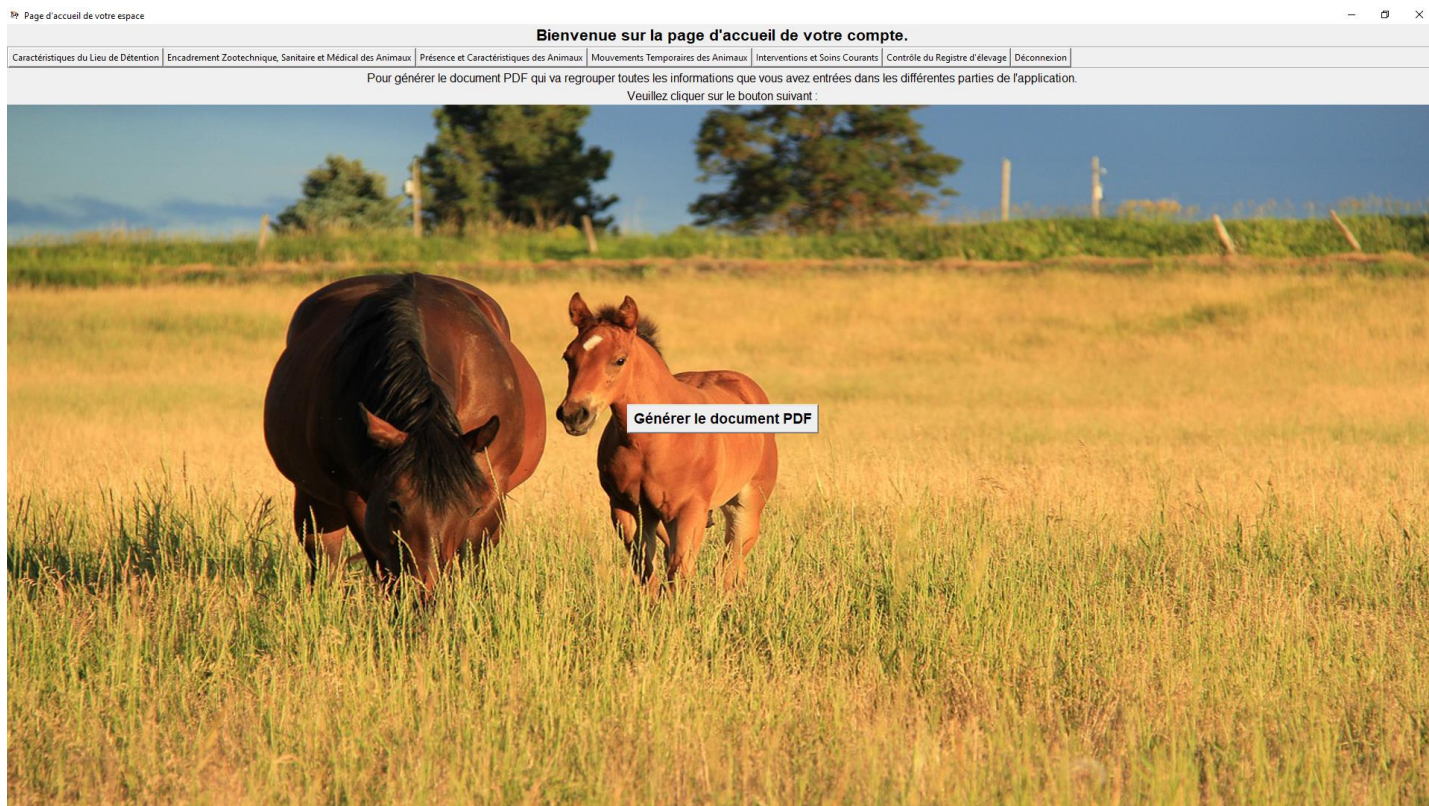 Page d'accueil de votre espace
Bienvenue sur la page d'accueil de votre compte.
Caractéristiques du Lieu de Détention Encadrement Zootechnique, Sanitaire et Médical des Animaux Présence et Caractéristiques des Animaux Mouvements Temporaires des Animaux Interventions et Soins Courants Contrôle du Registre d'élevage Déconnexion
Pour générer le document PDF qui va regrouper toutes les informations que vous avez entrées dans les différentes parties de l'application.
Veuillez cliquer sur le bouton suivant :
Générer le document PDF